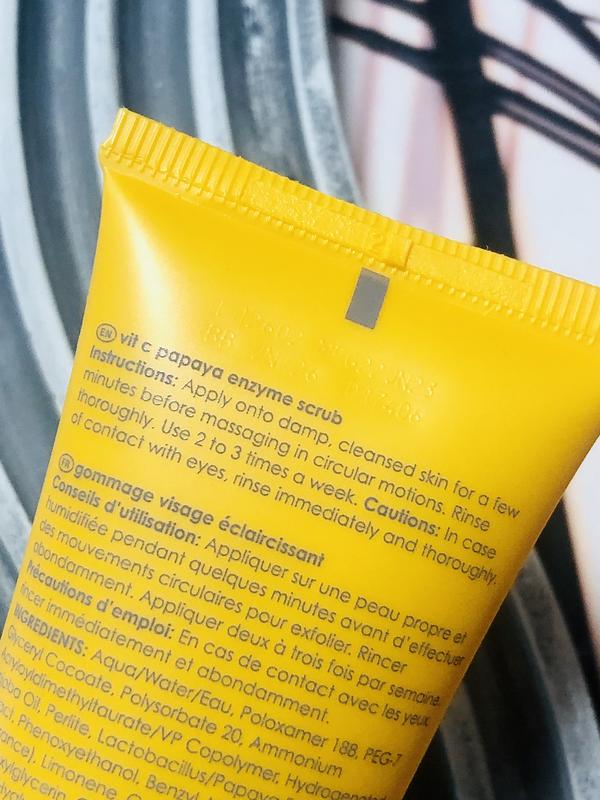 EN vit c papaya enzyme scrub
Instructions: Apply onto damp, cleansed skin for a few
minutes before massaging in circular motions. Rinse
thoroughly. Use 2 to 3 times a week. Cautions: In case
of contact with eyes, rinse immediately and thoroughly.
FR gommage visage éclaircissant
Conseils d'utilisation: Appliquer sur une peau propre et
humidifiée pendant quelques minutes avant d'effectuer
des mouvements circulaires pour exfolier. Rincer
abondamment. Appliquer deux à trois fois par semaine.
Précautions d'emploi: En cas de contact avec les yeux,
rincer immédiatement et abondamment.
INGREDIENTS: Aqua/Water/Eau, Poloxamer 188, PEG-7
Glyceryl Cocoate, Polysorbate 20, Ammonium
Acryloyldimethyltaurate/VP Copolymer, Hydrogenated
Oil, Perlite, Lactobacillus/Papaya
Phenoxyethanol, Benzyl
Limonene,